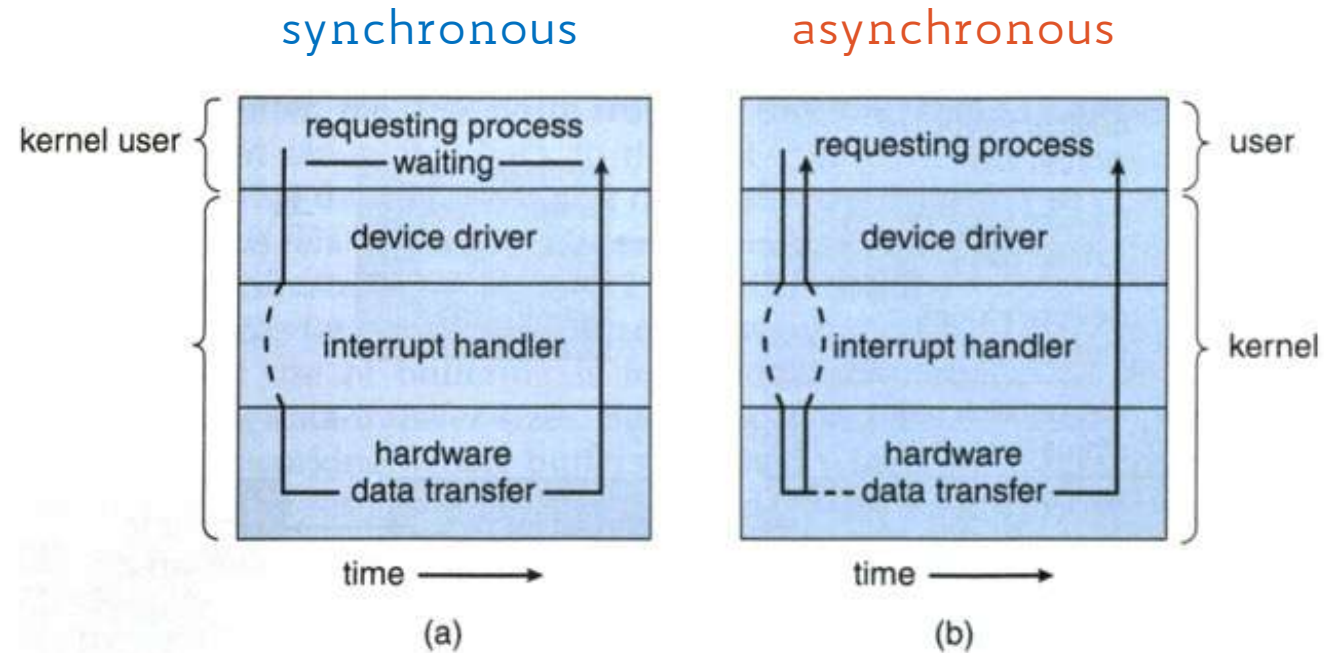 synchronous
asynchronous
kernel user
requesting process
waiting
device driver
interrupt handler
hardware
data transfer
time
(a)
requesting process
device driver
interrupt handler
hardware
data transfer
user
kernel
time
(b)